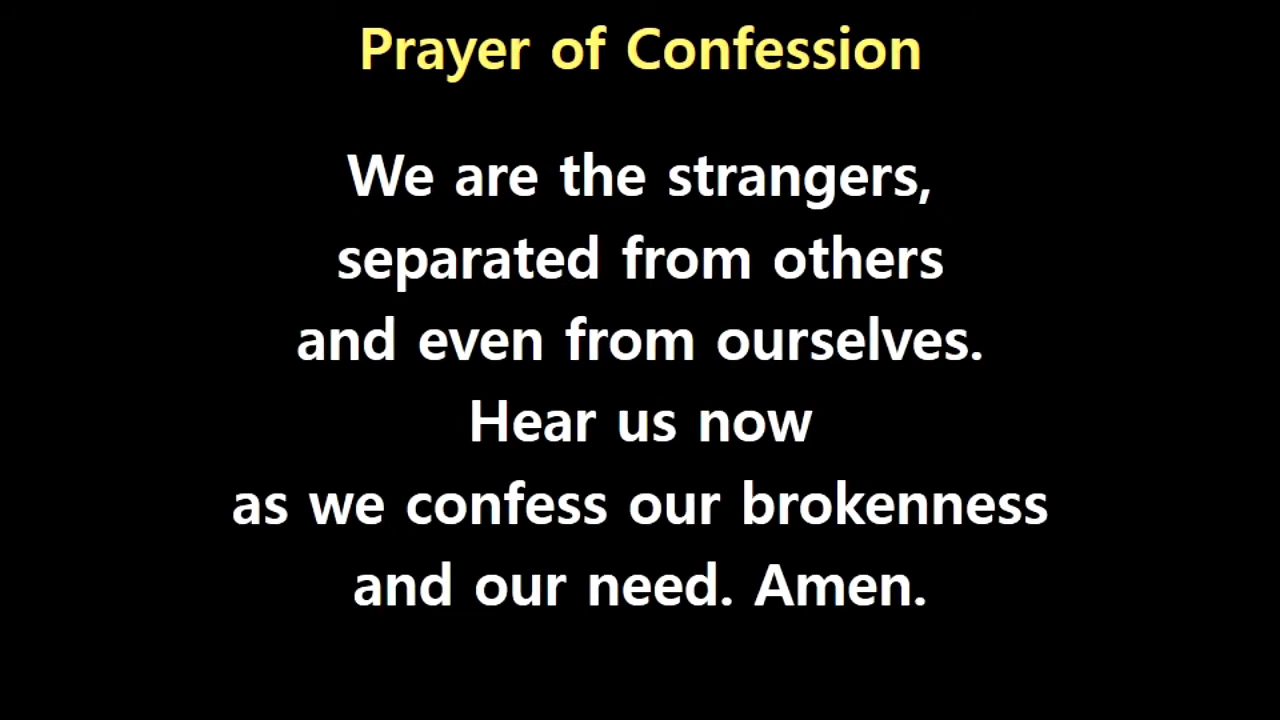 Prayer of Confession
We are the strangers,
separated from others
and even from ourselves.
Hear us now
as we confess our brokenness
and our need. Amen.